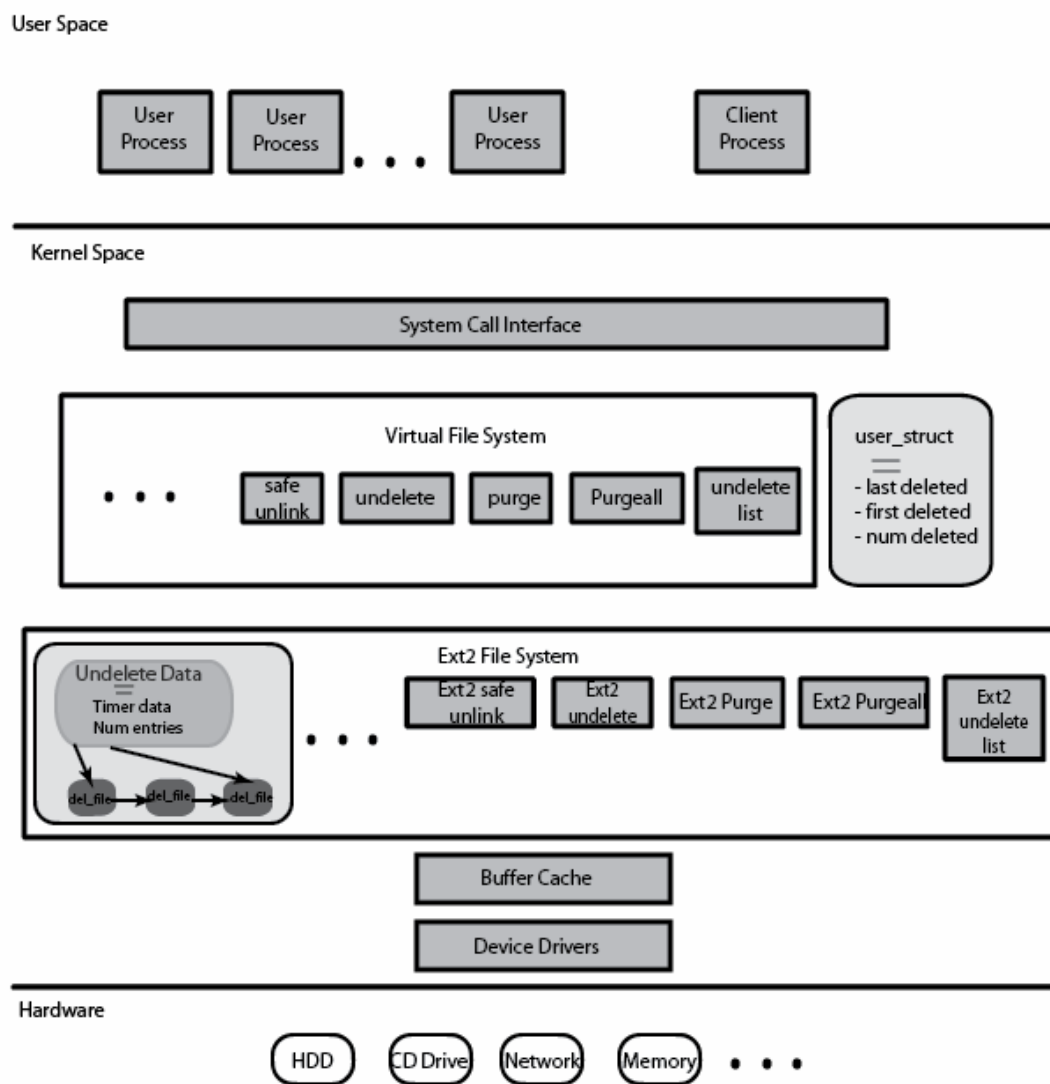 User Space
User
Process
User
Process
User
Process
Client
Process
Kernel Space
System Call Interface
Virtual File System
safe
unlink
undelete
purge
Purgeall
undelete
list
user_struct
- last deleted
- first deleted
- num deleted
Ext2 File System
Undelete Data
Timer data
Num entries
del_file
del_file
del_file
Ext2 safe
unlink
Ext2
undelete
Ext2 Purge
Ext2 Purgeall
Ext2
undelete
list
Buffer Cache
Device Drivers
Hardware
HDD
CD Drive
Network
Memory